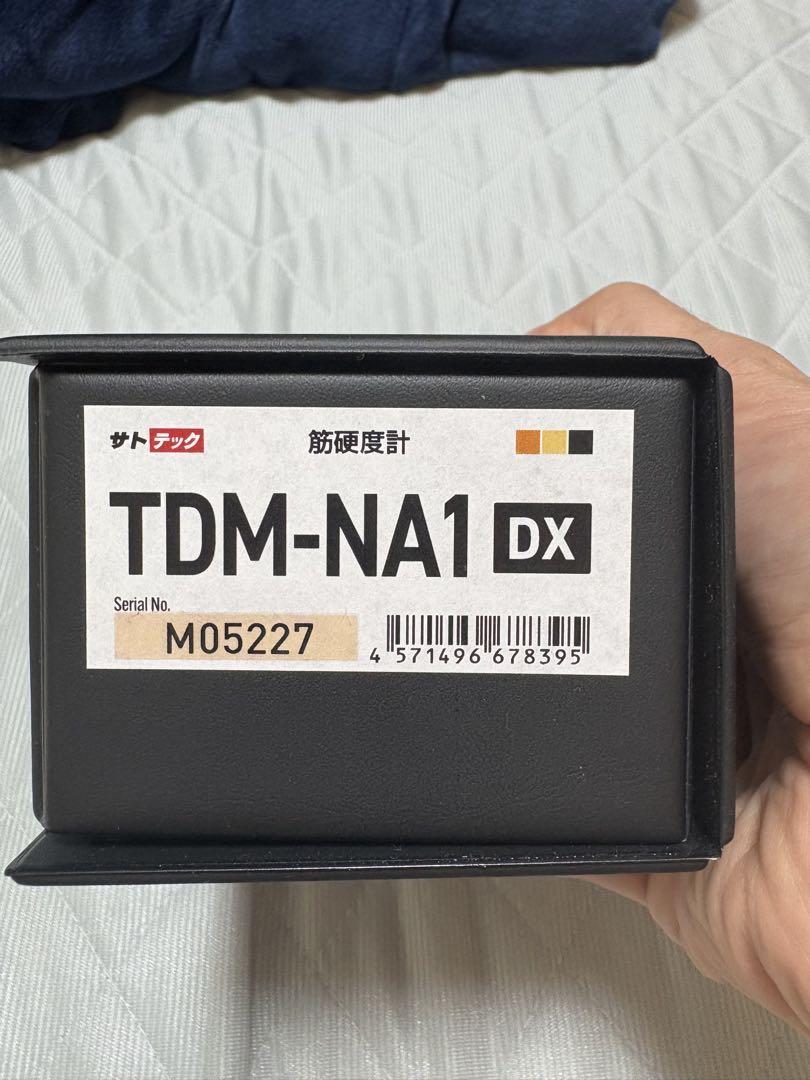 サトテック 筋硬度計
TDM-NA1 DX
Serial No.
M05227
4 571496 678395